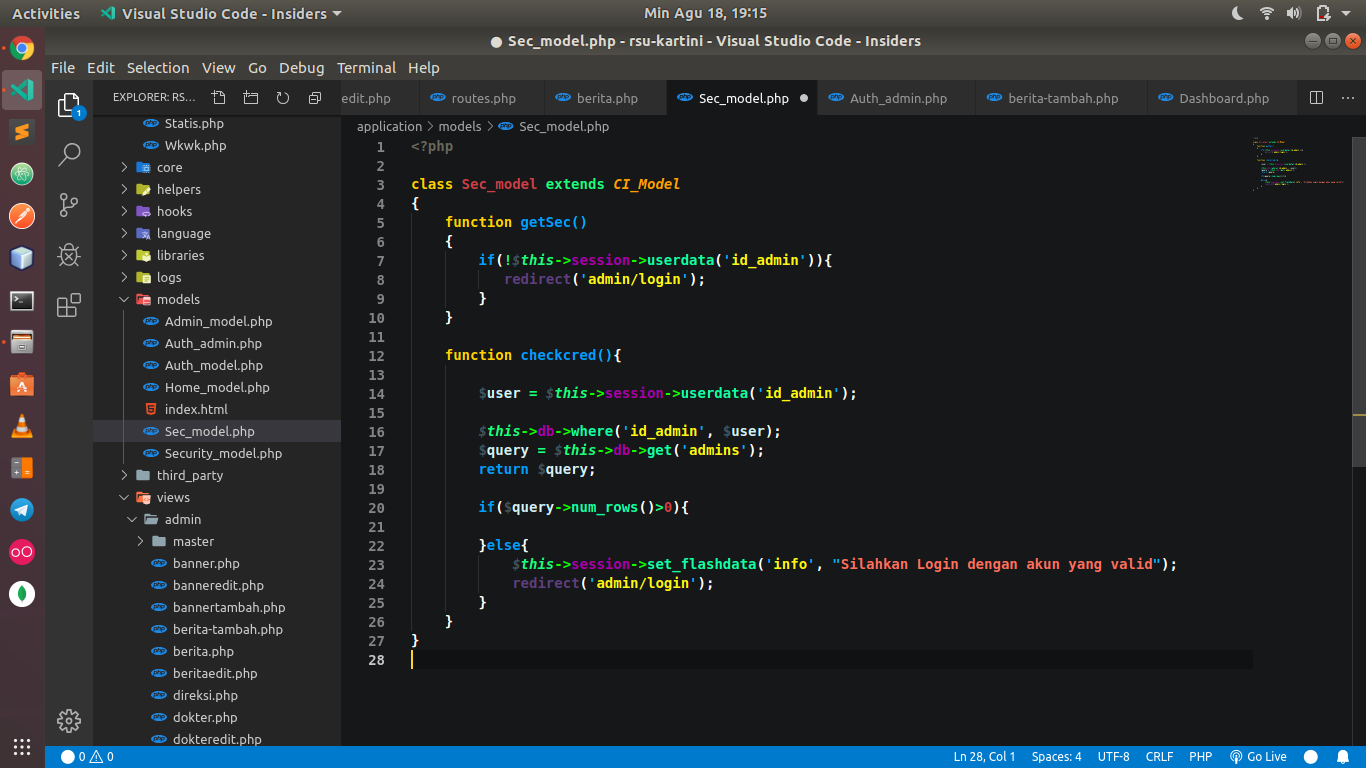 Activities
Visual Studio Code - Insiders
Min Agu 18, 19:15
● Sec_model.php - rsu-kartini - Visual Studio Code - Insiders
File Edit Selection View Go Debug Terminal Help
1
EXPLORER: RS...
edit.php
routes.php
berita.php
Sec_model.php
Auth_admin.php
berita-tambah.php
Dashboard.php
Statis.php
Wkwk.php
core
helpers
hooks
language
libraries
logs
models
Admin_model.php
Auth_admin.php
Auth_model.php
Home_model.php
index.html
Sec_model.php
Security_model.php
third_party
views
admin
master
banner.php
banneredit.php
bannertambah.php
berita-tambah.php
berita.php
beritaedit.php
direksi.php
dokter.php
dokteredit.php
application > models > Sec_model.php
1 <?php
2
3 class Sec_model extends CI_Model
4 {
5 function getSec()
6 {
7 if(!$this->session->userdata('id_admin')){
8 redirect('admin/login');
9 }
10 }
11
12 function checkcred(){
13
14 $user = $this->session->userdata('id_admin');
15
16 $this->db->where('id_admin', $user);
17 $query = $this->db->get('admins');
18 return $query;
19
20 if($query->num_rows()>0){
21
22 }else{
23 $this->session->set_flashdata('info', "Silahkan Login dengan akun yang valid");
24 redirect('admin/login');
25 }
26 }
27 }
28
0 0
Ln 28, Col 1
Spaces: 4
UTF-8
CRLF
PHP
Go Live